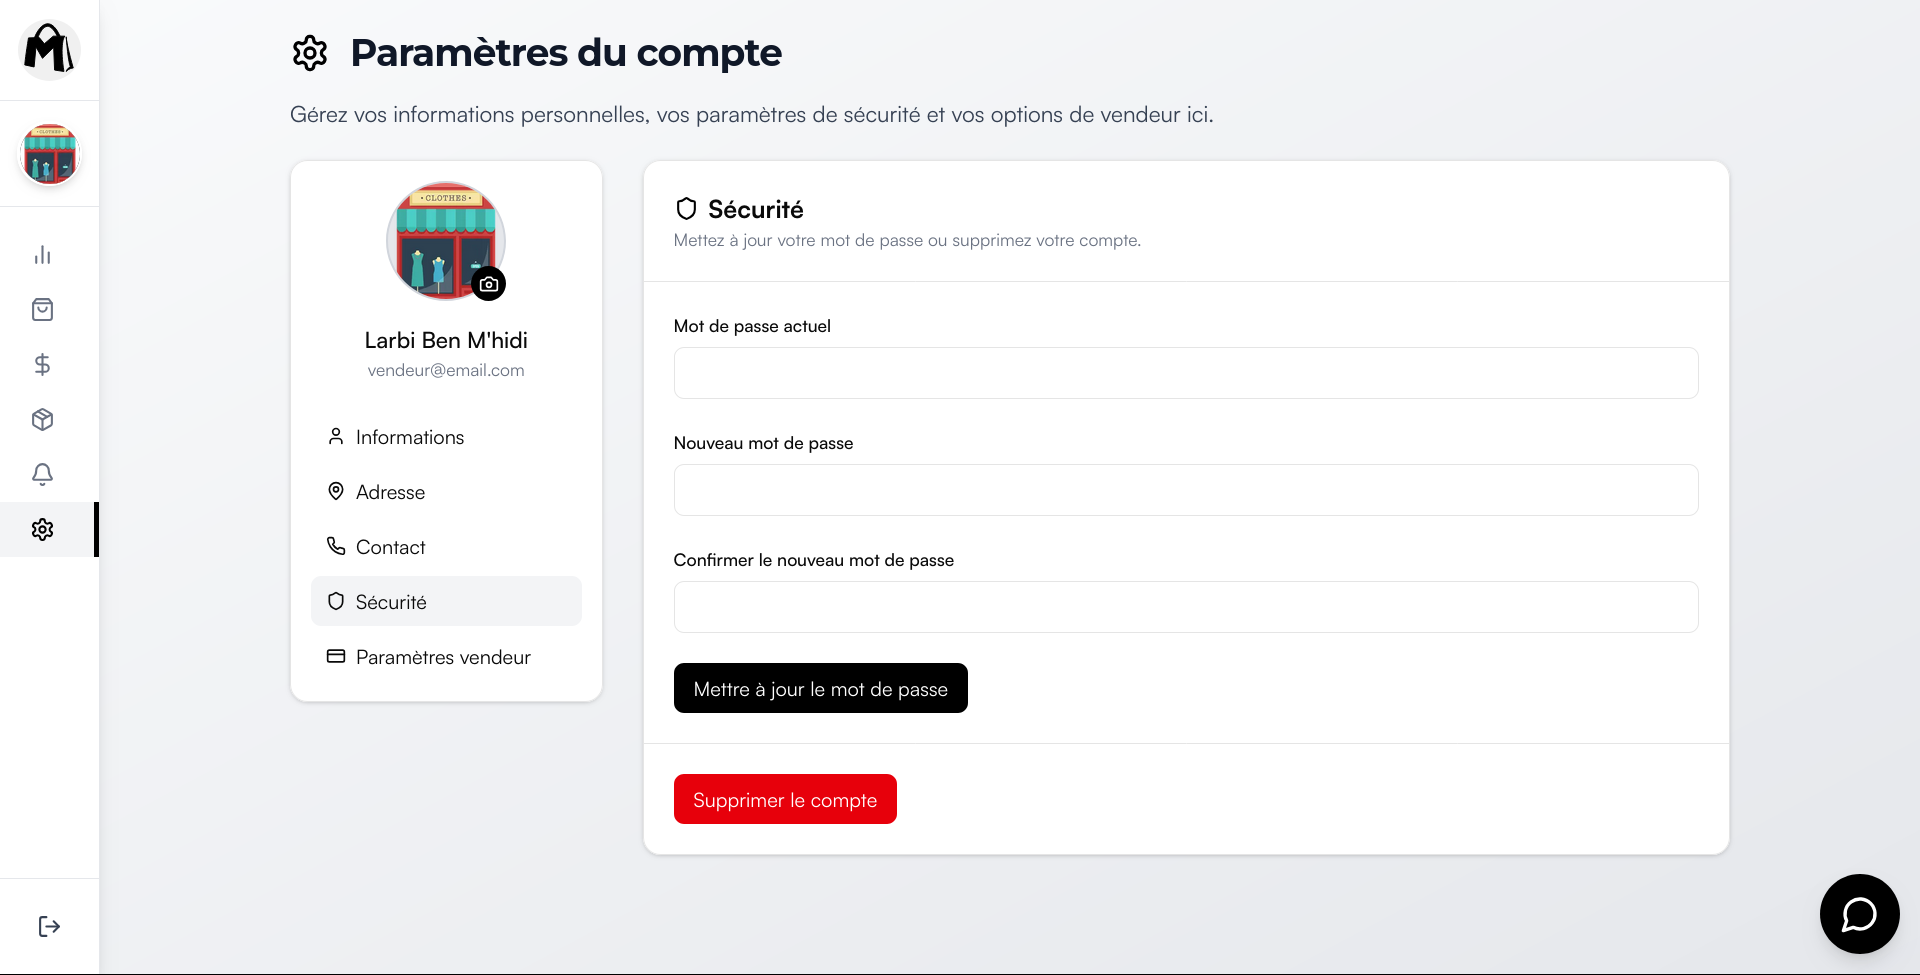 Paramètres du compte
Gérez vos informations personnelles, vos paramètres de sécurité et vos options de vendeur ici.
CLOTHES
CLOTHES
Larbi Ben M'hidi
vendeur@email.com
Informations
Adresse
Contact
Sécurité
Paramètres vendeur
Sécurité
Mettez à jour votre mot de passe ou supprimez votre compte.
Mot de passe actuel
Nouveau mot de passe
Confirmer le nouveau mot de passe
Mettre à jour le mot de passe
Supprimer le compte